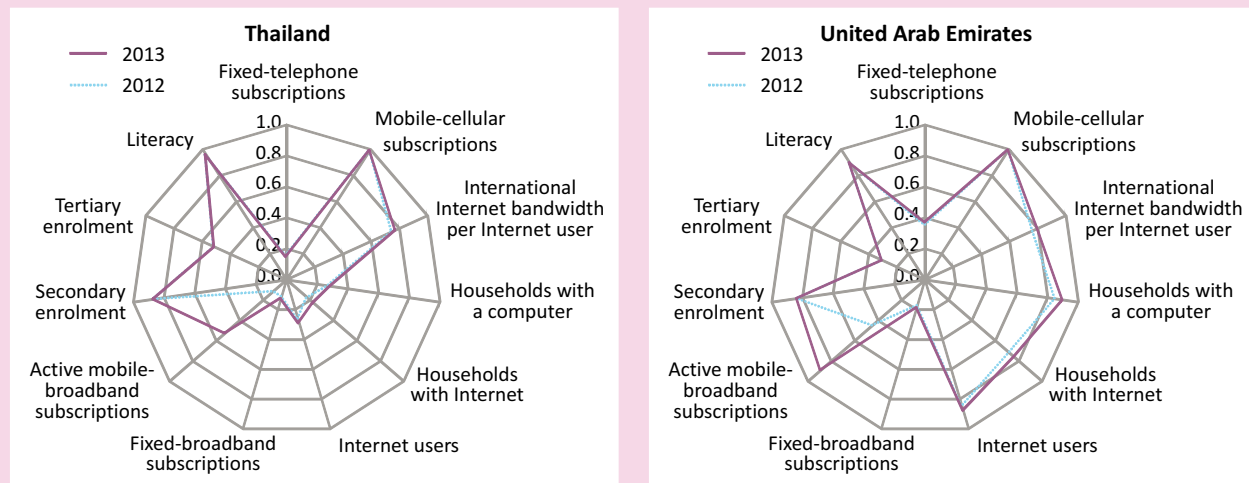 Thailand
2013
2012
Fixed-telephone
subscriptions
Mobile-cellular
subscriptions
International
Internet bandwidth
per Internet user
Households with
a computer
Households
with Internet
Internet users
Fixed-broadband
subscriptions
Active mobile-
broadband
subscriptions
Secondary
enrolment
Tertiary
enrolment
Literacy
1.0
0.8
0.6
0.4
0.2
0.0
United Arab Emirates
2013
2012
Fixed-telephone
subscriptions
Mobile-cellular
subscriptions
International
Internet bandwidth
per Internet user
Households with
a computer
Households
with Internet
Internet users
Fixed-broadband
subscriptions
Active mobile-
broadband
subscriptions
Secondary
enrolment
Tertiary
enrolment
Literacy
1.0
0.8
0.6
0.4
0.2
0.0